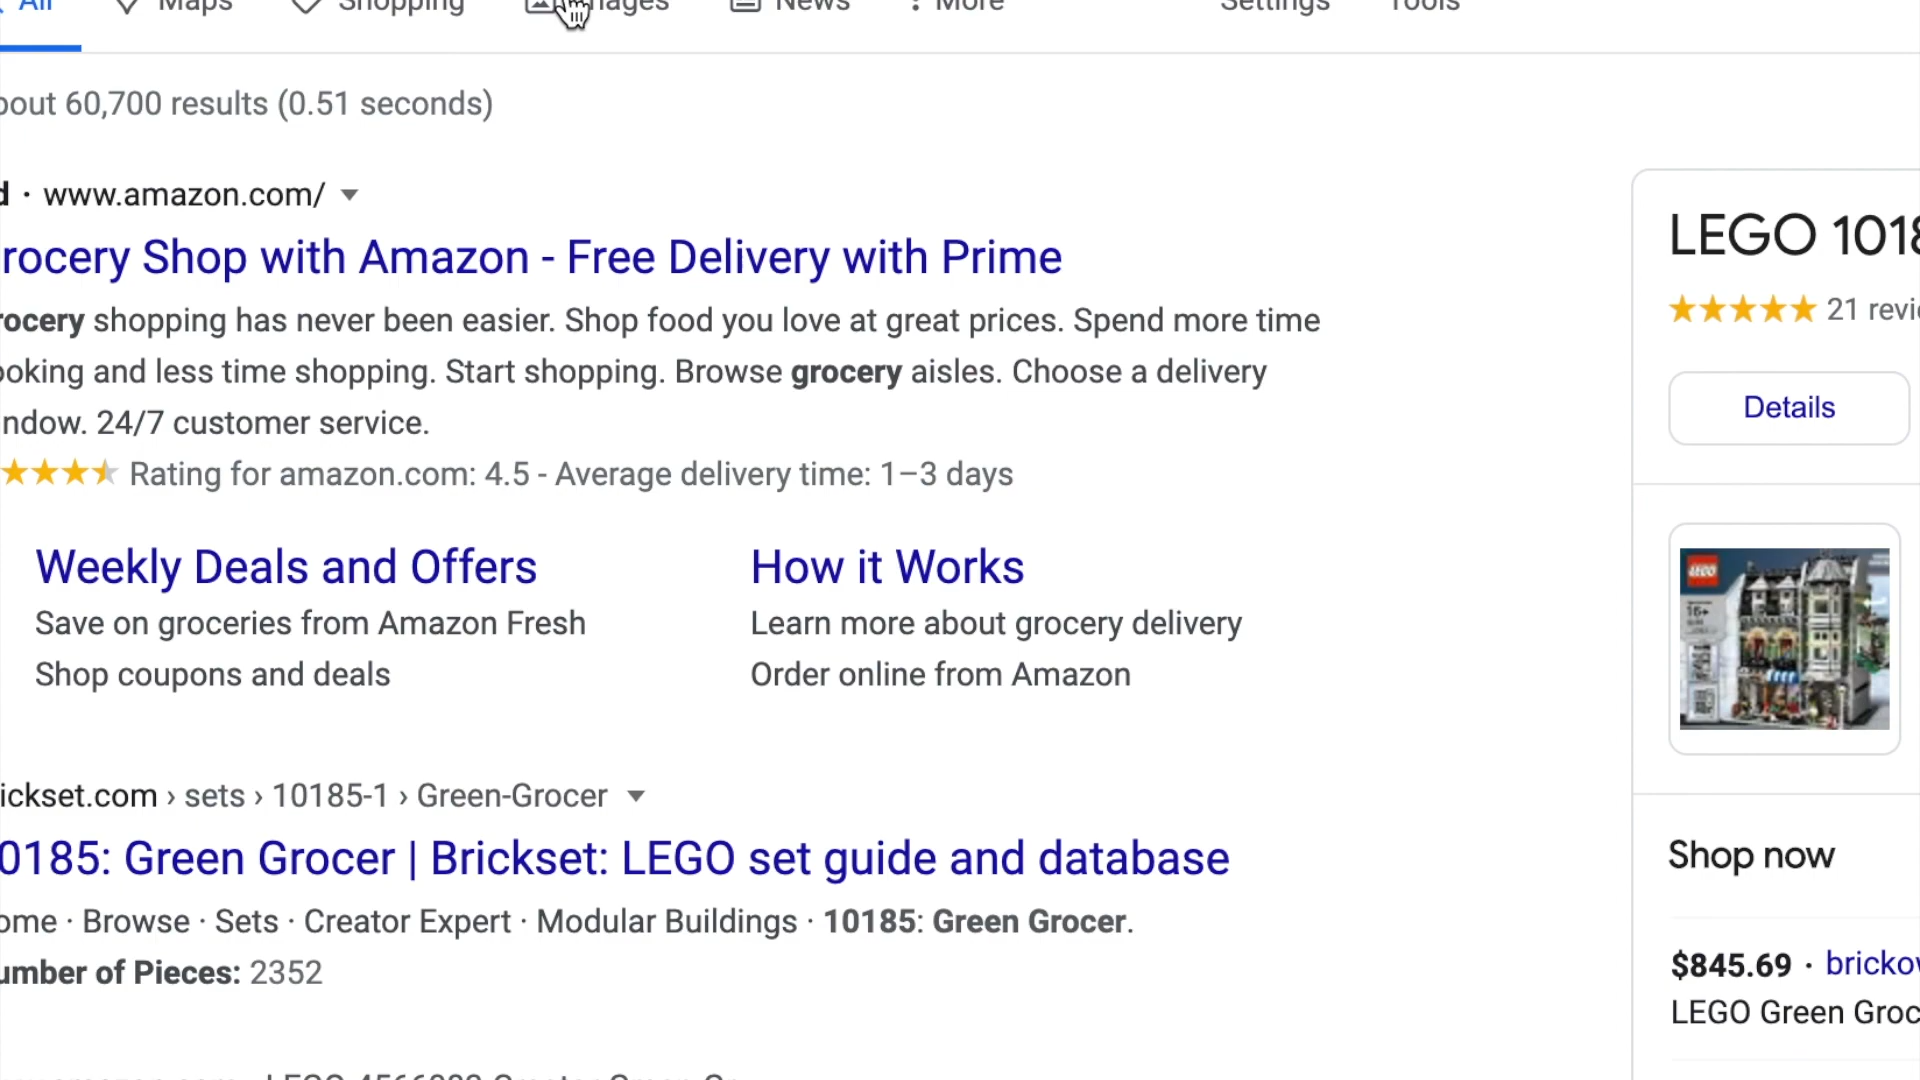 All Maps Shopping Images News More Settings Tools
bout 60,700 results (0.51 seconds)
d · www.amazon.com/
rocery Shop with Amazon - Free Delivery with Prime
rocery shopping has never been easier. Shop food you love at great prices. Spend more time
ooking and less time shopping. Start shopping. Browse grocery aisles. Choose a delivery
ndow. 24/7 customer service.
Rating for amazon.com: 4.5 - Average delivery time: 1–3 days
Weekly Deals and Offers
Save on groceries from Amazon Fresh
Shop coupons and deals
How it Works
Learn more about grocery delivery
Order online from Amazon
ickset.com › sets › 10185-1 › Green-Grocer
0185: Green Grocer | Brickset: LEGO set guide and database
ome · Browse · Sets · Creator Expert · Modular Buildings · 10185: Green Grocer.
umber of Pieces: 2352
LEGO 1018
21 revi
Details
LEGO
16+
Shop now
$845.69 · bricko
LEGO Green Groc